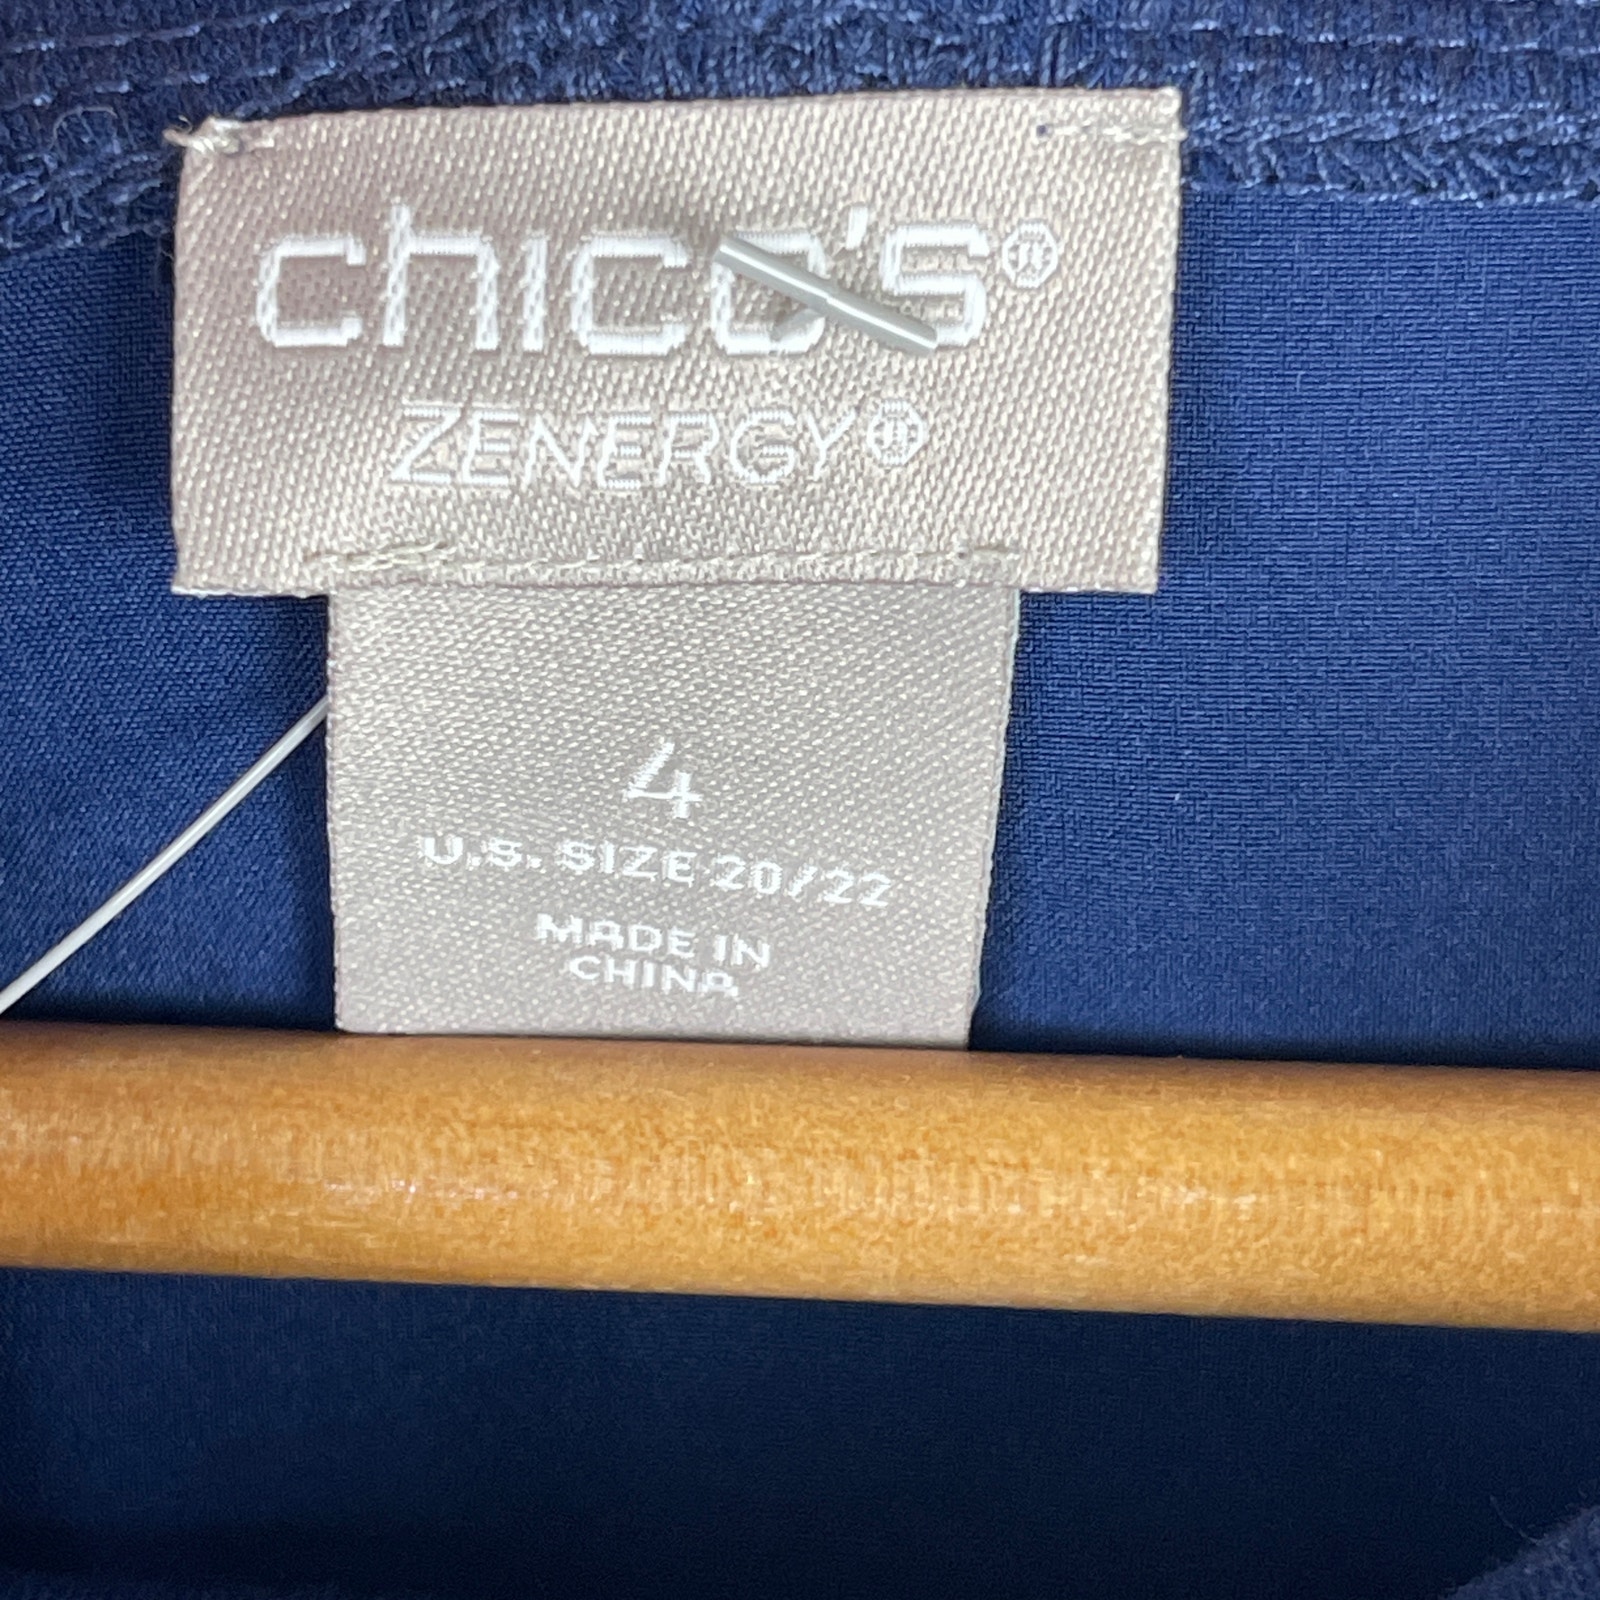 chico's®
ZENERGY®
4
U.S. SIZE 20/22
MADE IN
CHINA